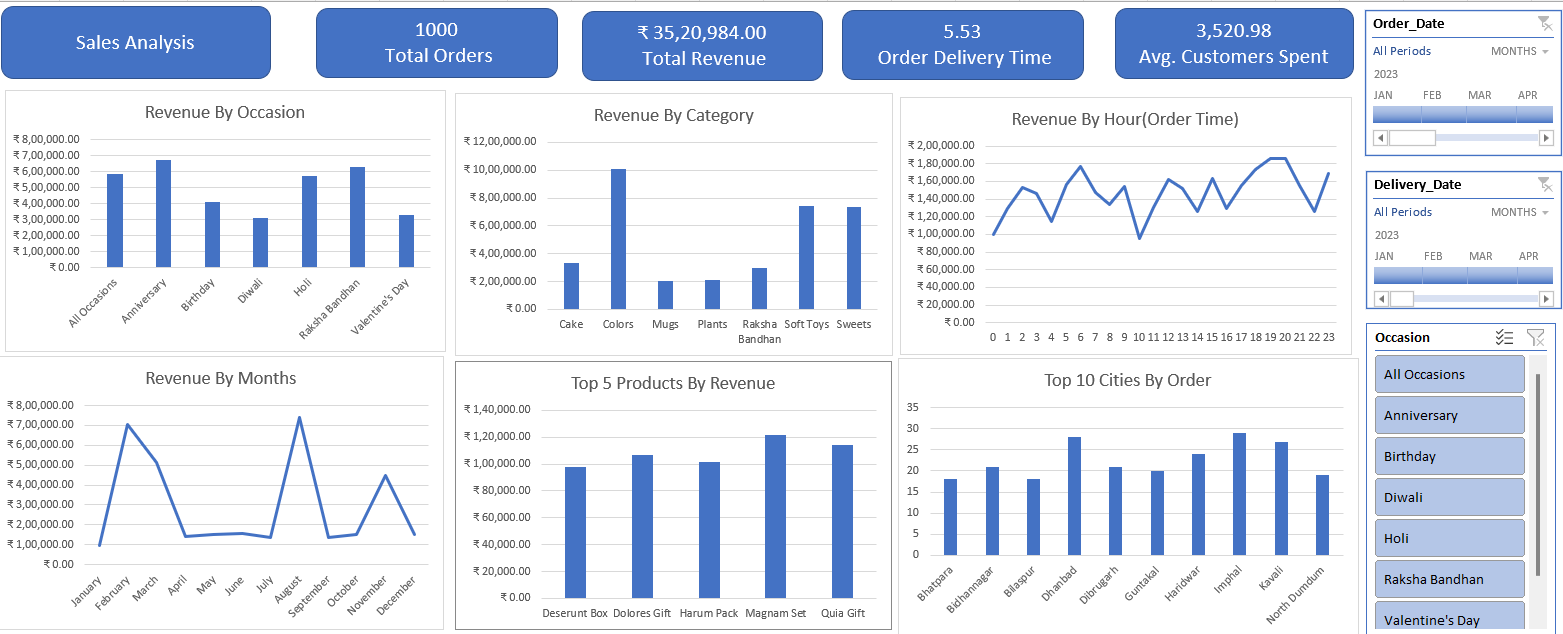 Sales Analysis
1000
Total Orders
₹ 35,20,984.00
Total Revenue
5.53
Order Delivery Time
3,520.98
Avg. Customers Spent
Order_Date
All Periods
MONTHS
2023
JAN FEB MAR APR
Revenue By Occasion
₹ 8,00,000.00
₹ 7,00,000.00
₹ 6,00,000.00
₹ 5,00,000.00
₹ 4,00,000.00
₹ 3,00,000.00
₹ 2,00,000.00
₹ 1,00,000.00
₹ 0.00
All Occasions
Anniversary
Birthday
Diwali
Holi
Raksha Bandhan
Valentine's Day
Revenue By Category
₹ 12,00,000.00
₹ 10,00,000.00
₹ 8,00,000.00
₹ 6,00,000.00
₹ 4,00,000.00
₹ 2,00,000.00
₹ 0.00
Cake Colors Mugs Plants Raksha Soft Toys Sweets
Bandhan
Revenue By Hour(Order Time)
₹ 2,00,000.00
₹ 1,80,000.00
₹ 1,60,000.00
₹ 1,40,000.00
₹ 1,20,000.00
₹ 1,00,000.00
₹ 80,000.00
₹ 60,000.00
₹ 40,000.00
₹ 20,000.00
₹ 0.00
0 1 2 3 4 5 6 7 8 9 10 11 12 13 14 15 16 17 18 19 20 21 22 23
Delivery_Date
All Periods
MONTHS
2023
JAN FEB MAR APR
Revenue By Months
₹ 8,00,000.00
₹ 7,00,000.00
₹ 6,00,000.00
₹ 5,00,000.00
₹ 4,00,000.00
₹ 3,00,000.00
₹ 2,00,000.00
₹ 1,00,000.00
₹ 0.00
January
February
March
April
May
June
July
August
September
October
November
December
Top 5 Products By Revenue
₹ 1,40,000.00
₹ 1,20,000.00
₹ 1,00,000.00
₹ 80,000.00
₹ 60,000.00
₹ 40,000.00
₹ 20,000.00
₹ 0.00
Deserunt Box Dolores Gift Harum Pack Magnam Set Quia Gift
Top 10 Cities By Order
35
30
25
20
15
10
5
0
Bhatpara
Bidhannagar
Bilaspur
Dhanbad
Dibrugarh
Guntakal
Haridwar
Imphal
Kavali
North Dumdum
Occasion
All Occasions
Anniversary
Birthday
Diwali
Holi
Raksha Bandhan
Valentine's Day